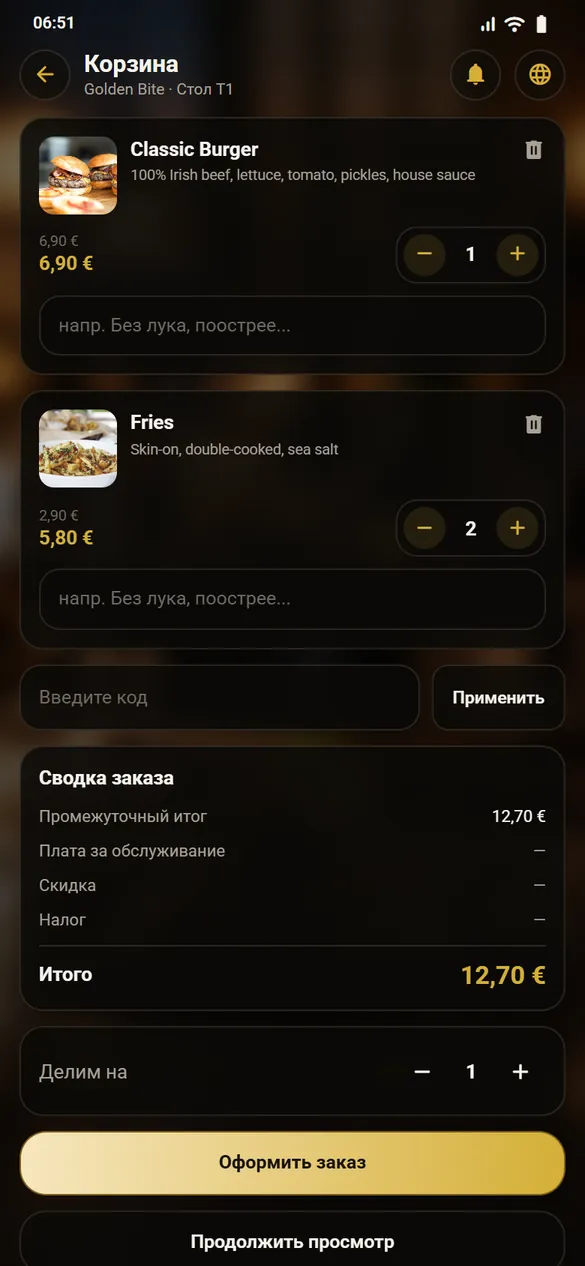 06:51
Корзина
Golden Bite · Стол T1
Classic Burger
100% Irish beef, lettuce, tomato, pickles, house sauce
6,90 €
6,90 €
1
напр. Без лука, поострее...
Fries
Skin-on, double-cooked, sea salt
2,90 €
5,80 €
2
напр. Без лука, поострее...
Введите код
Применить
Сводка заказа
Промежуточный итог 12,70 €
Плата за обслуживание —
Скидка —
Налог —
Итого 12,70 €
Делим на 1
Оформить заказ
Продолжить просмотр